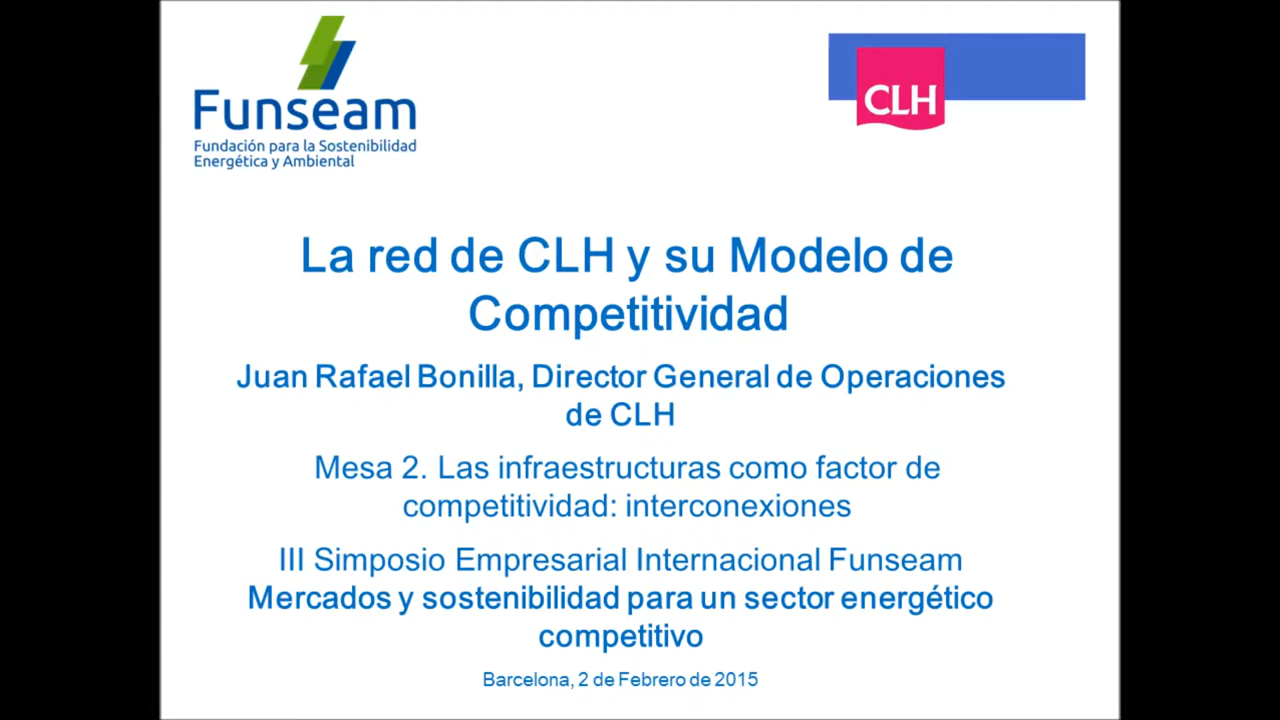 Funseam
Fundación para la Sostenibilidad
Energética y Ambiental
CLH
La red de CLH y su Modelo de
Competitividad
Juan Rafael Bonilla, Director General de Operaciones
de CLH
Mesa 2. Las infraestructuras como factor de
competitividad: interconexiones
III Simposio Empresarial Internacional Funseam
Mercados y sostenibilidad para un sector energético
competitivo
Barcelona, 2 de Febrero de 2015